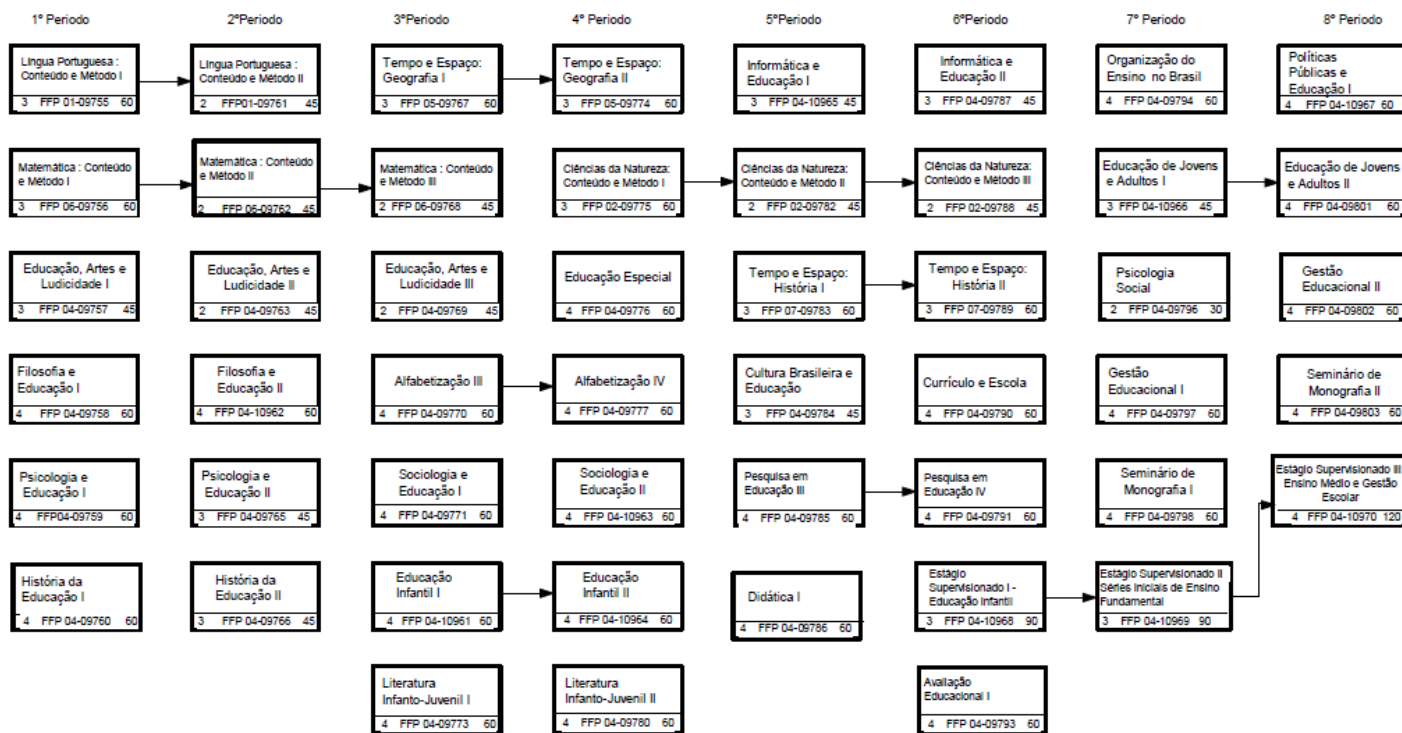 1º Periodo
2ºPeriodo
3ºPeriodo
4º Periodo
5ºPeriodo
6ºPeriodo
7º Periodo
8º Periodo
Língua Portuguesa :
Conteúdo e Método I
3 FFP 01-09755 60
Língua Portuguesa :
Conteúdo e Método II
2 FFP01-09761 45
Tempo e Espaço:
Geografia I
3 FFP 05-09767 60
Tempo e Espaço:
Geografia II
3 FFP 05-09774 60
Informática e
Educação I
3 FFP 04-10965 45
Informática e
Educação II
3 FFP 04-09787 45
Organização do
Ensino no Brasil
4 FFP 04-09794 60
Políticas
Públicas e
Educação I
4 FFP 04-10967 60
Matemática : Conteúdo
e Método I
3 FFP 06-09756 60
Matemática : Conteúdo
e Método II
2 FFP 06-09762 45
Matemática : Conteúdo
e Método III
2 FFP 06-09768 45
Ciências da Natureza:
Conteúdo e Método I
3 FFP 02-09775 60
Ciências da Natureza:
Conteúdo e Método II
2 FFP 02-09782 45
Ciências da Natureza:
Conteúdo e Método III
2 FFP 02-09788 45
Educação de Jovens
e Adultos I
3 FFP 04-10966 45
Educação de Jovens
e Adultos II
4 FFP 04-09801 60
Educação, Artes e
Ludicidade I
3 FFP 04-09757 45
Educação, Artes e
Ludicidade II
2 FFP 04-09763 45
Educação, Artes e
Ludicidade III
2 FFP 04-09769 45
Educação Especial
4 FFP 04-09776 60
Tempo e Espaço:
História I
3 FFP 07-09783 60
Tempo e Espaço:
História II
3 FFP 07-09789 60
Psicologia
Social
2 FFP 04-09796 30
Gestão
Educacional II
4 FFP 04-09802 60
Filosofia e
Educação I
4 FFP 04-09758 60
Filosofia e
Educação II
4 FFP 04-10962 60
Alfabetização III
4 FFP 04-09770 60
Alfabetização IV
4 FFP 04-09777 60
Cultura Brasileira e
Educação
3 FFP 04-09784 45
Currículo e Escola
4 FFP 04-09790 60
Gestão
Educacional I
4 FFP 04-09797 60
Seminário de
Monografia II
4 FFP 04-09803 60
Psicologia e
Educação I
4 FFP04-09759 60
Psicologia e
Educação II
3 FFP 04-09765 45
Sociologia e
Educação I
4 FFP 04-09771 60
Sociologia e
Educação II
4 FFP 04-10963 60
Pesquisa em
Educação III
4 FFP 04-09785 60
Pesquisa em
Educação IV
4 FFP 04-09791 60
Seminário de
Monografia I
4 FFP 04-09798 60
Estágio Supervisionado III
Ensino Médio e Gestão
Escolar
4 FFP 04-10970 120
História da
Educação I
4 FFP 04-09760 60
História da
Educação II
3 FFP 04-09766 45
Educação
Infantil I
4 FFP 04-10961 60
Educação
Infantil II
4 FFP 04-10964 60
Didática I
4 FFP 04-09786 60
Estágio
Supervisionado I -
Educação Infantil
3 FFP 04-10968 90
Estágio Supervisionado II
Séries Iniciais de Ensino
Fundamental
3 FFP 04-10969 90
Literatura
Infanto-Juvenil I
4 FFP 04-09773 60
Literatura
Infanto-Juvenil II
4 FFP 04-09780 60
Avaliação
Educacional I
4 FFP 04-09793 60